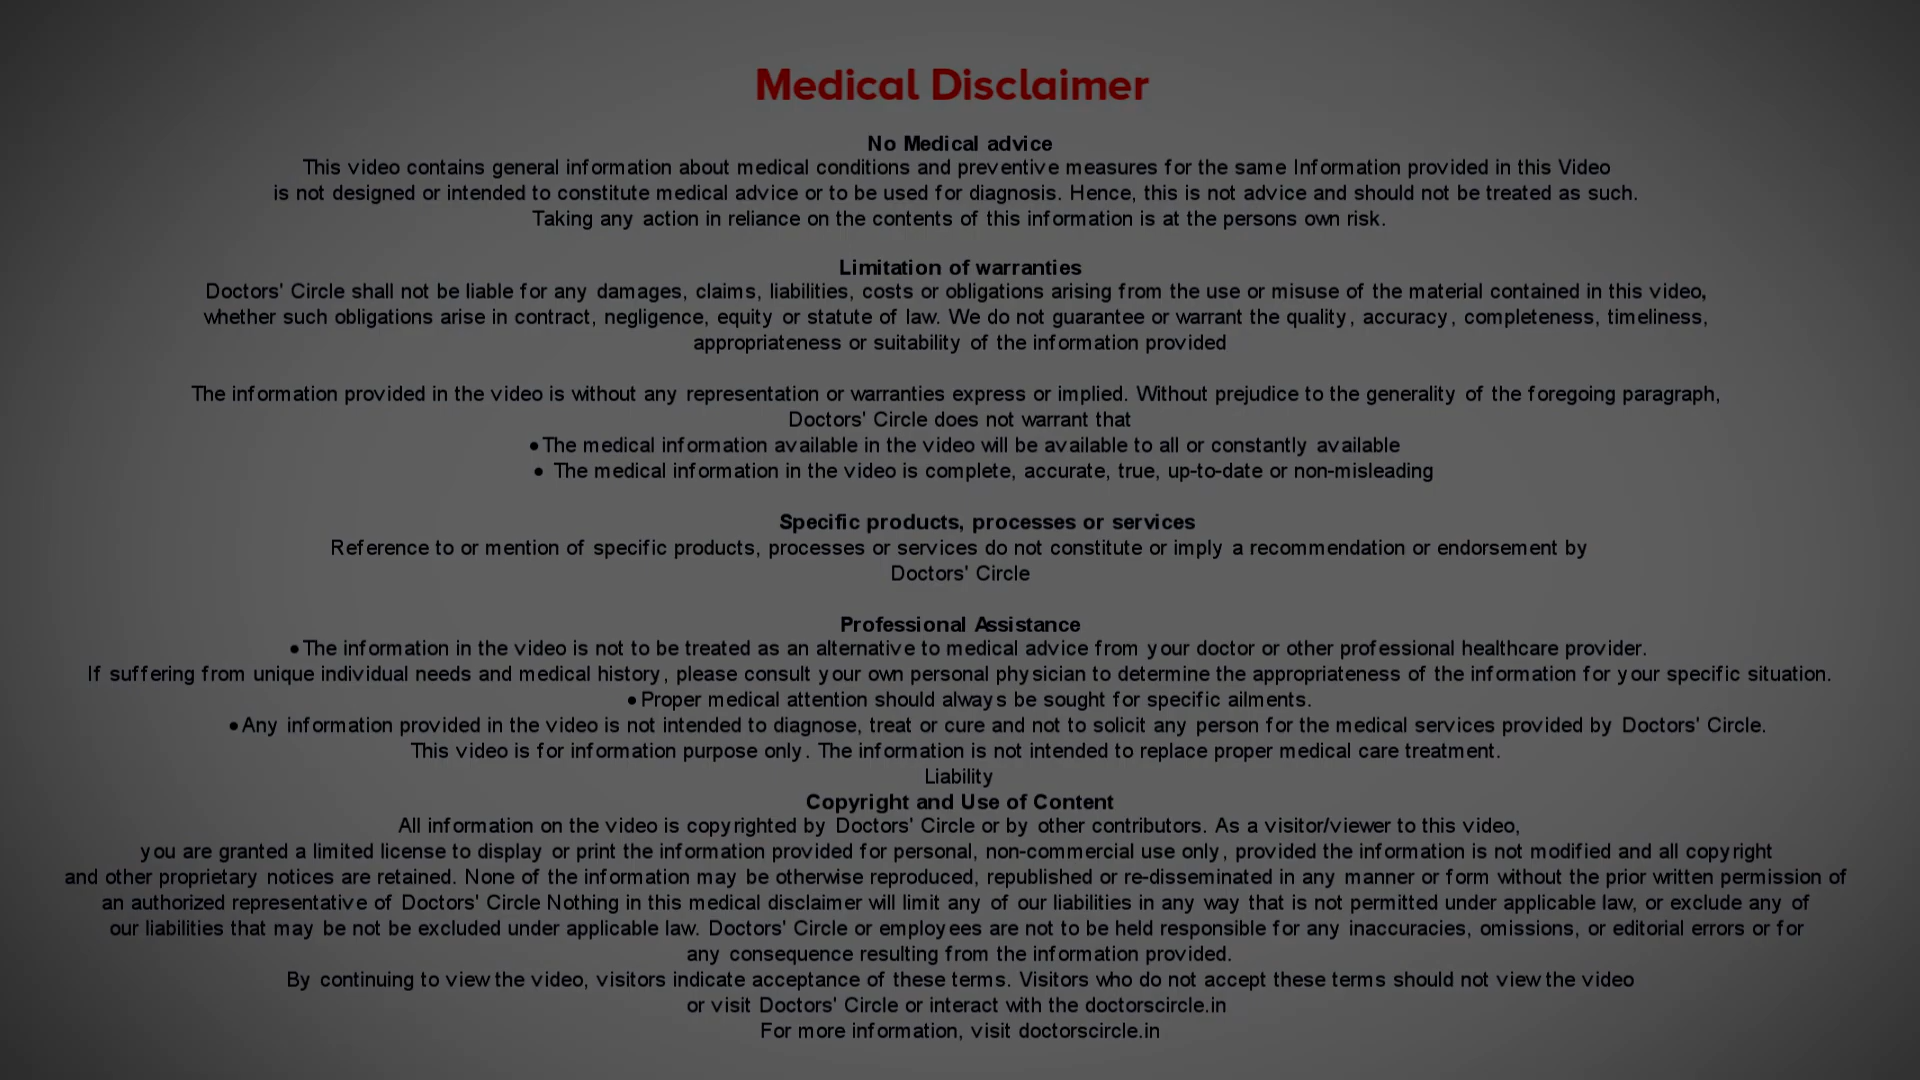 Medical Disclaimer
No Medical advice
This video contains general information about medical conditions and preventive measures for the same Information provided in this Video
is not designed or intended to constitute medical advice or to be used for diagnosis. Hence, this is not advice and should not be treated as such.
Taking any action in reliance on the contents of this information is at the persons own risk.
Limitation of warranties
Doctors' Circle shall not be liable for any damages, claims, liabilities, costs or obligations arising from the use or misuse of the material contained in this video,
whether such obligations arise in contract, negligence, equity or statute of law. We do not guarantee or warrant the quality, accuracy, completeness, timeliness,
appropriateness or suitability of the information provided
The information provided in the video is without any representation or warranties express or implied. Without prejudice to the generality of the foregoing paragraph,
Doctors' Circle does not warrant that
•The medical information available in the video will be available to all or constantly available
• The medical information in the video is complete, accurate, true, up-to-date or non-misleading
Specific products, processes or services
Reference to or mention of specific products, processes or services do not constitute or imply a recommendation or endorsement by
Doctors' Circle
Professional Assistance
•The information in the video is not to be treated as an alternative to medical advice from your doctor or other professional healthcare provider.
If suffering from unique individual needs and medical history, please consult your own personal physician to determine the appropriateness of the information for your specific situation.
•Proper medical attention should always be sought for specific ailments.
•Any information provided in the video is not intended to diagnose, treat or cure and not to solicit any person for the medical services provided by Doctors' Circle.
This video is for information purpose only. The information is not intended to replace proper medical care treatment.
Liability
Copyright and Use of Content
All information on the video is copyrighted by Doctors' Circle or by other contributors. As a visitor/viewer to this video,
you are granted a limited license to display or print the information provided for personal, non-commercial use only, provided the information is not modified and all copyright
and other proprietary notices are retained. None of the information may be otherwise reproduced, republished or re-disseminated in any manner or form without the prior written permission of
an authorized representative of Doctors' Circle Nothing in this medical disclaimer will limit any of our liabilities in any way that is not permitted under applicable law, or exclude any of
our liabilities that may be not be excluded under applicable law. Doctors' Circle or employees are not to be held responsible for any inaccuracies, omissions, or editorial errors or for
any consequence resulting from the information provided.
By continuing to view the video, visitors indicate acceptance of these terms. Visitors who do not accept these terms should not view the video
or visit Doctors' Circle or interact with the doctorscircle.in
For more information, visit doctorscircle.in